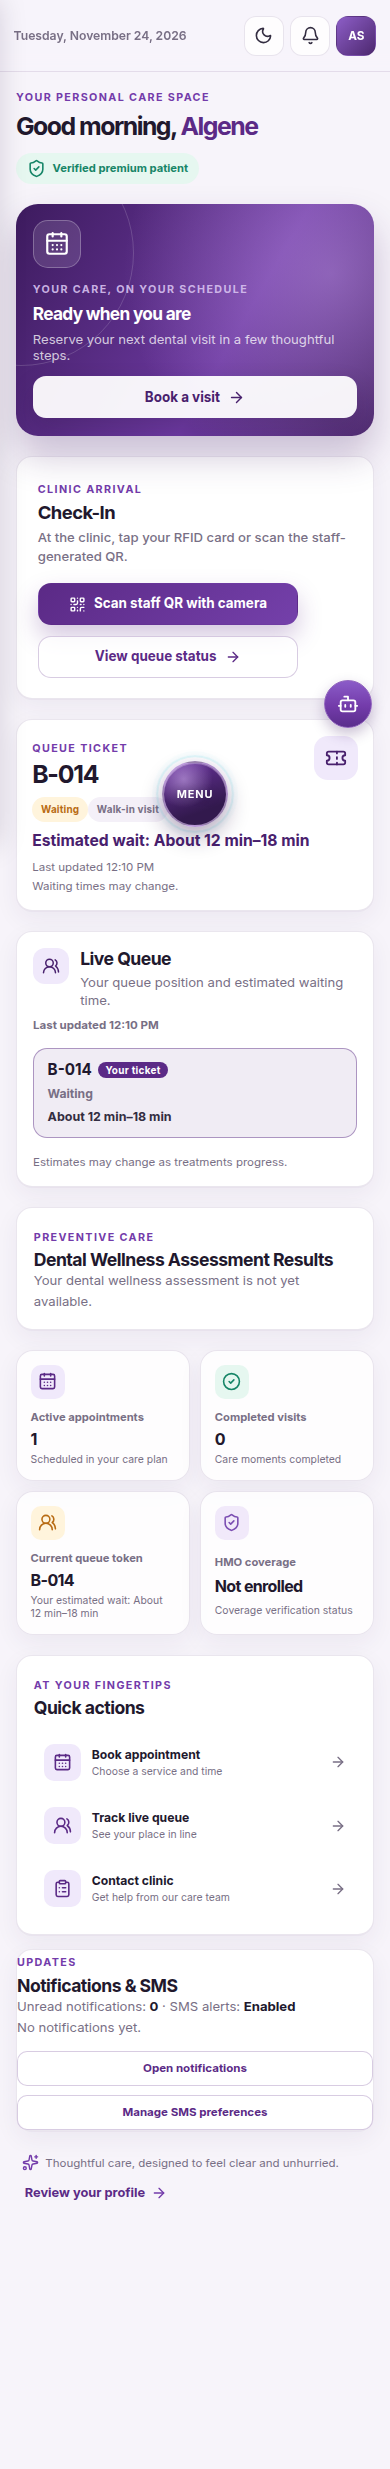 Tuesday, November 24, 2026
AS
YOUR PERSONAL CARE SPACE
Good morning, Algene
Verified premium patient
YOUR CARE, ON YOUR SCHEDULE
Ready when you are
Reserve your next dental visit in a few thoughtful
steps.
Book a visit
CLINIC ARRIVAL
Check-In
At the clinic, tap your RFID card or scan the staff-
generated QR.
Scan staff QR with camera
View queue status
QUEUE TICKET
B-014
Waiting
Walk-in visit
MENU
Estimated wait: About 12 min–18 min
Last updated 12:10 PM
Waiting times may change.
Live Queue
Your queue position and estimated waiting
time.
Last updated 12:10 PM
B-014 Your ticket
Waiting
About 12 min–18 min
Estimates may change as treatments progress.
PREVENTIVE CARE
Dental Wellness Assessment Results
Your dental wellness assessment is not yet
available.
Active appointments
1
Scheduled in your care plan
Completed visits
0
Care moments completed
Current queue token
B-014
Your estimated wait: About
12 min–18 min
HMO coverage
Not enrolled
Coverage verification status
AT YOUR FINGERTIPS
Quick actions
Book appointment
Choose a service and time
Track live queue
See your place in line
Contact clinic
Get help from our care team
UPDATES
Notifications & SMS
Unread notifications: 0 · SMS alerts: Enabled
No notifications yet.
Open notifications
Manage SMS preferences
Thoughtful care, designed to feel clear and unhurried.
Review your profile